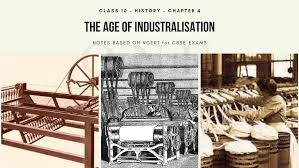 CLASS 10 - HISTORY - CHAPTER 4
THE AGE OF INDUSTRIALISATION
NOTES BASED ON NCERT for CBSE EXAMS